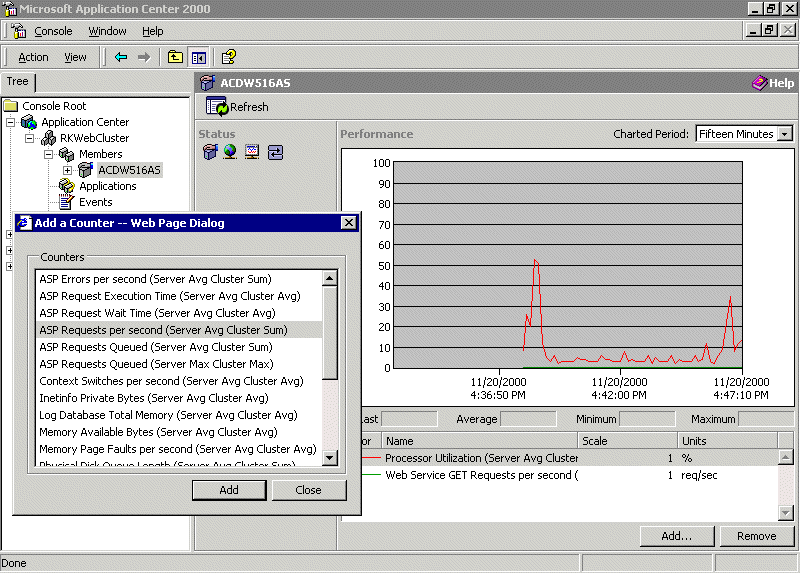 Microsoft Application Center 2000
Console Window Help
Action View
Tree
ACDW516AS
Help
Console Root
Refresh
Application Center
RKWebCluster
Members
ACDW516AS
Applications
Events
Status
Performance
Charted Period: Fifteen Minutes
100
90
80
70
60
50
40
30
20
10
0
11/20/2000 11/20/2000 11/20/2000
4:36:50 PM 4:42:00 PM 4:47:10 PM
Add a Counter -- Web Page Dialog
Counters
ASP Errors per second (Server Avg Cluster Sum)
ASP Request Execution Time (Server Avg Cluster Avg)
ASP Request Wait Time (Server Avg Cluster Avg)
ASP Requests per second (Server Avg Cluster Sum)
ASP Requests Queued (Server Avg Cluster Sum)
ASP Requests Queued (Server Max Cluster Max)
Context Switches per second (Server Avg Cluster Avg)
Inetinfo Private Bytes (Server Avg Cluster Avg)
Log Database Total Memory (Server Avg Cluster Avg)
Memory Available Bytes (Server Avg Cluster Avg)
Memory Page Faults per second (Server Avg Cluster Avg)
Physical Disk Queue Length (Server Avg Cluster Sum)
Add Close
Last Average Minimum Maximum
or Name Scale Units
Processor Utilization (Server Avg Cluster 1 %
Web Service GET Requests per second ( 1 req/sec
Add... Remove
Done